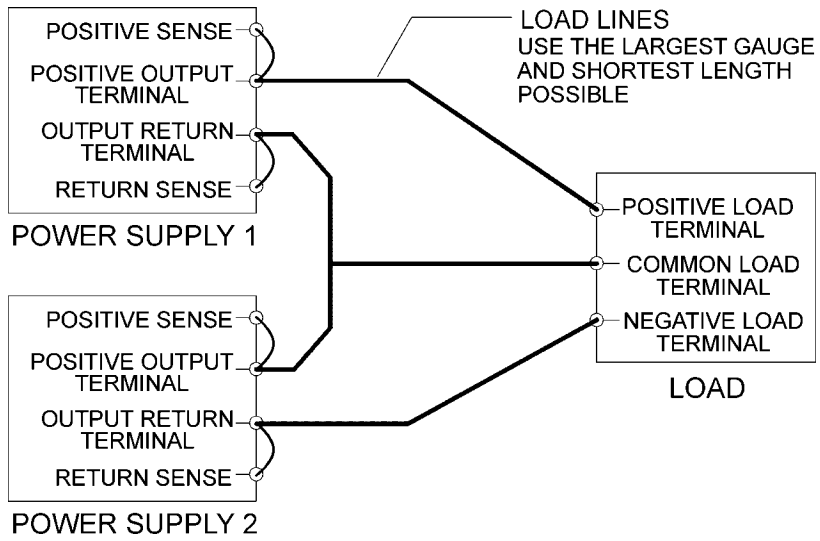 POSITIVE SENSE
POSITIVE OUTPUT
TERMINAL
OUTPUT RETURN
TERMINAL
RETURN SENSE
POWER SUPPLY 1
LOAD LINES
USE THE LARGEST GAUGE
AND SHORTEST LENGTH
POSSIBLE
POSITIVE LOAD
TERMINAL
COMMON LOAD
TERMINAL
NEGATIVE LOAD
TERMINAL
LOAD
POSITIVE SENSE
POSITIVE OUTPUT
TERMINAL
OUTPUT RETURN
TERMINAL
RETURN SENSE
POWER SUPPLY 2